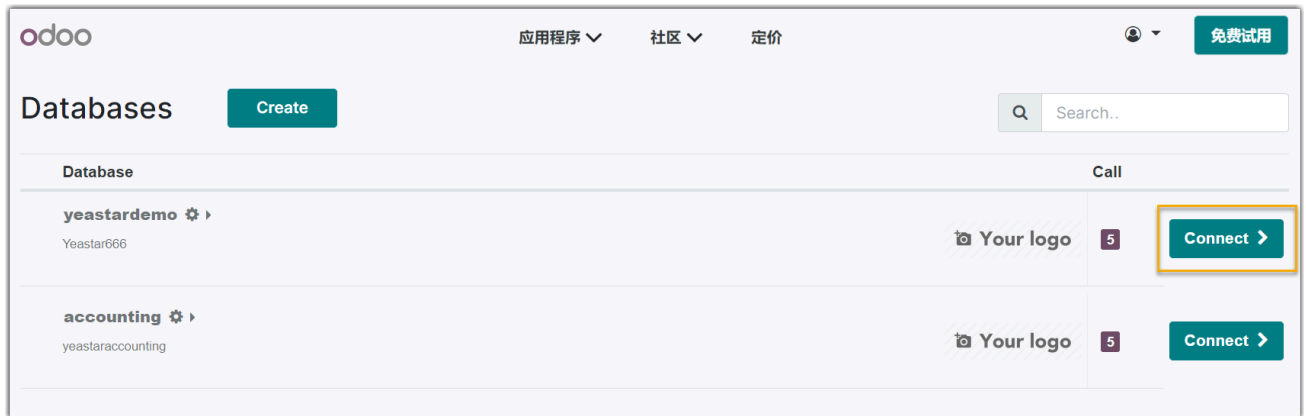 odoo 应用程序 社区 定价 免费试用
Databases Create Search..
Database Call
yeastardemo
Yeastar666
Your logo 5 Connect
accounting
yeastaraccounting
Your logo 5 Connect